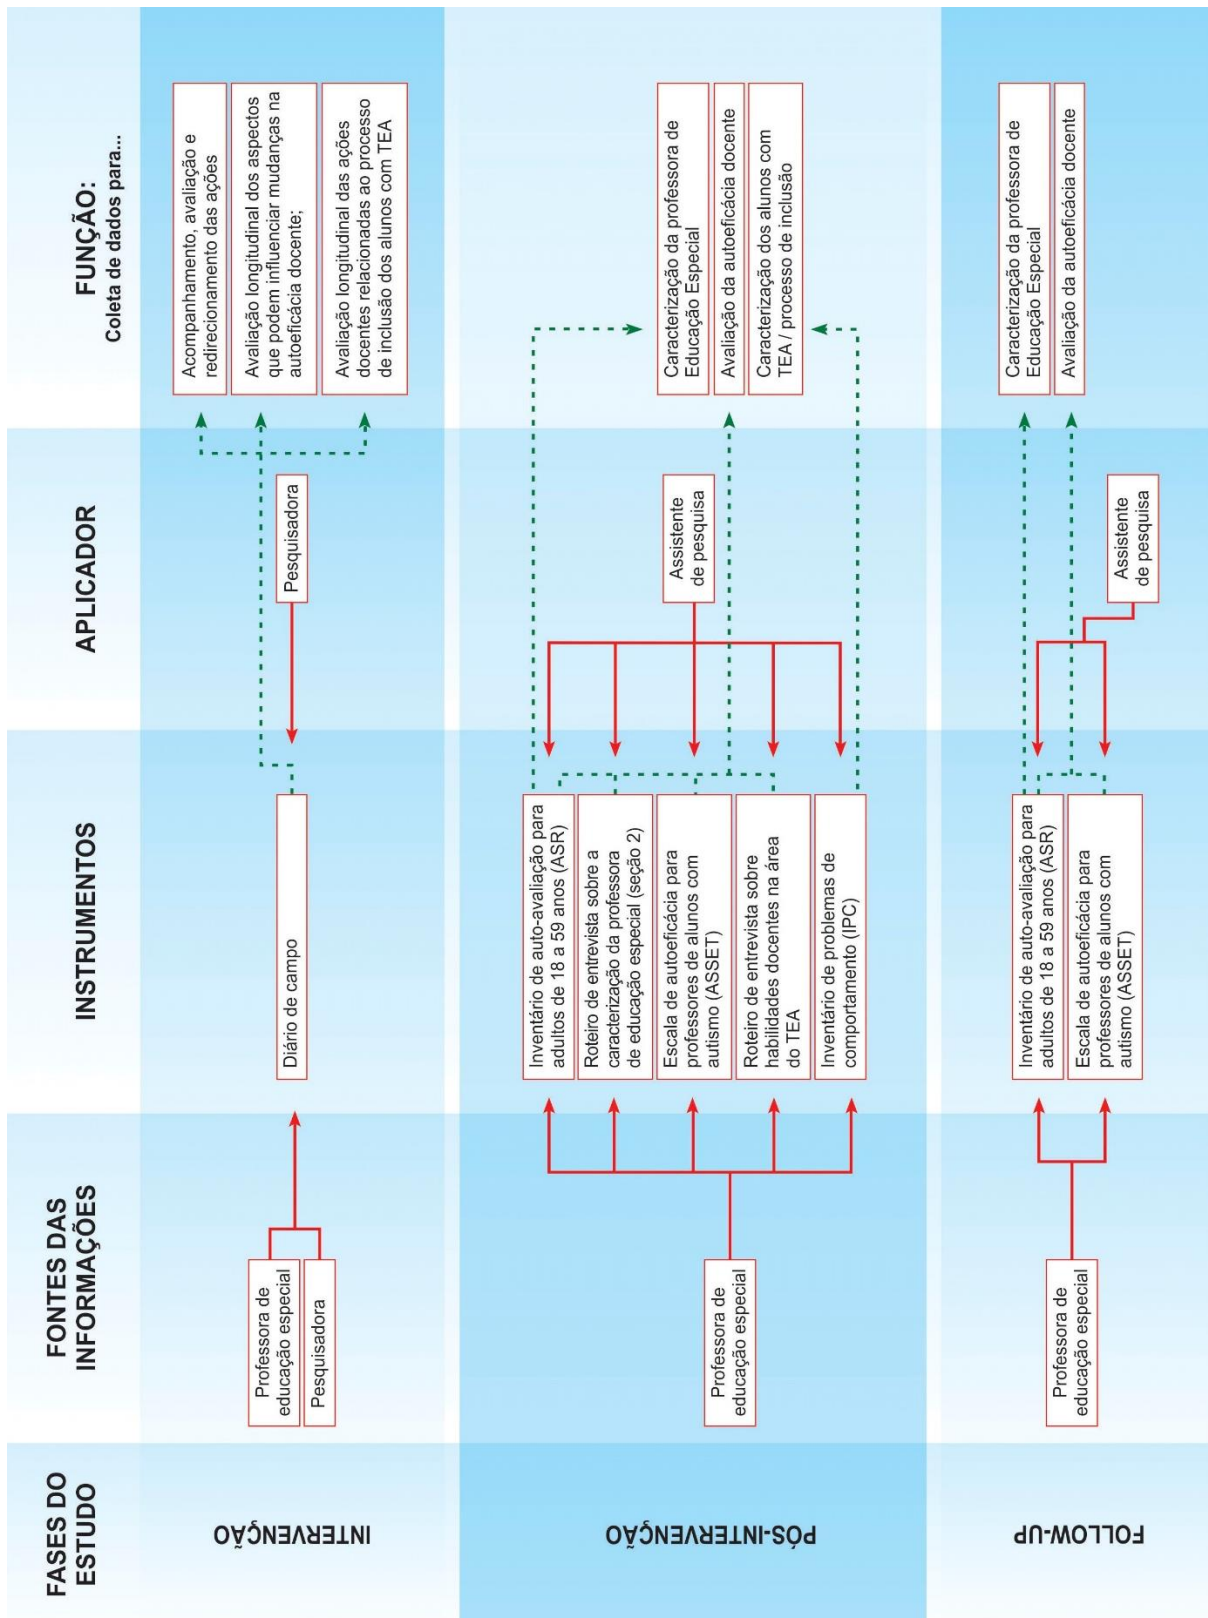 FASES DO
ESTUDO
FONTES DAS
INFORMAÇÕES
INSTRUMENTOS
APLICADOR
FUNÇÃO:
Coleta de dados para...
INTERVENÇÃO
Professora de
educação especial
Pesquisadora
Diário de campo
Pesquisadora
Acompanhamento, avaliação e
redirecionamento das ações
Avaliação longitudinal dos aspectos
que podem influenciar mudanças na
autoeficácia docente;
Avaliação longitudinal das ações
docentes relacionadas ao processo
de inclusão dos alunos com TEA
PÓS-INTERVENÇÃO
Professora de
educação especial
Inventário de auto-avaliação para
adultos de 18 a 59 anos (ASR)
Roteiro de entrevista sobre a
caracterização da professora
de educação especial (seção 2)
Escala de autoeficácia para
professores de alunos com
autismo (ASSET)
Roteiro de entrevista sobre
habilidades docentes na área
do TEA
Inventário de problemas de
comportamento (IPC)
Assistente
de pesquisa
Caracterização da professora de
Educação Especial
Avaliação da autoeficácia docente
Caracterização dos alunos com
TEA / processo de inclusão
FOLLOW-UP
Professora de
educação especial
Inventário de auto-avaliação para
adultos de 18 a 59 anos (ASR)
Escala de autoeficácia para
professores de alunos com
autismo (ASSET)
Assistente
de pesquisa
Caracterização da professora de
Educação Especial
Avaliação da autoeficácia docente